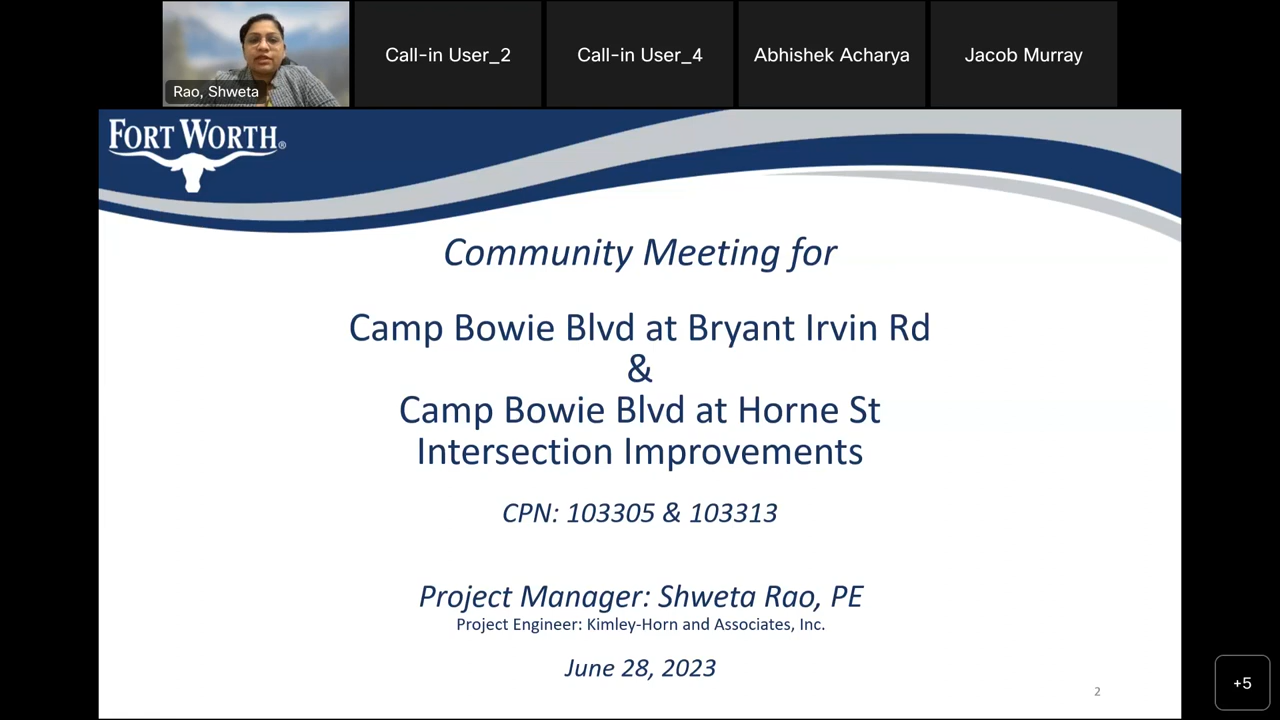 Rao, Shweta
Call-in User_2
Call-in User_4
Abhishek Acharya
Jacob Murray
FORT WORTH®
Community Meeting for
Camp Bowie Blvd at Bryant Irvin Rd
&
Camp Bowie Blvd at Horne St
Intersection Improvements
CPN: 103305 & 103313
Project Manager: Shweta Rao, PE
Project Engineer: Kimley-Horn and Associates, Inc.
June 28, 2023
2
+5